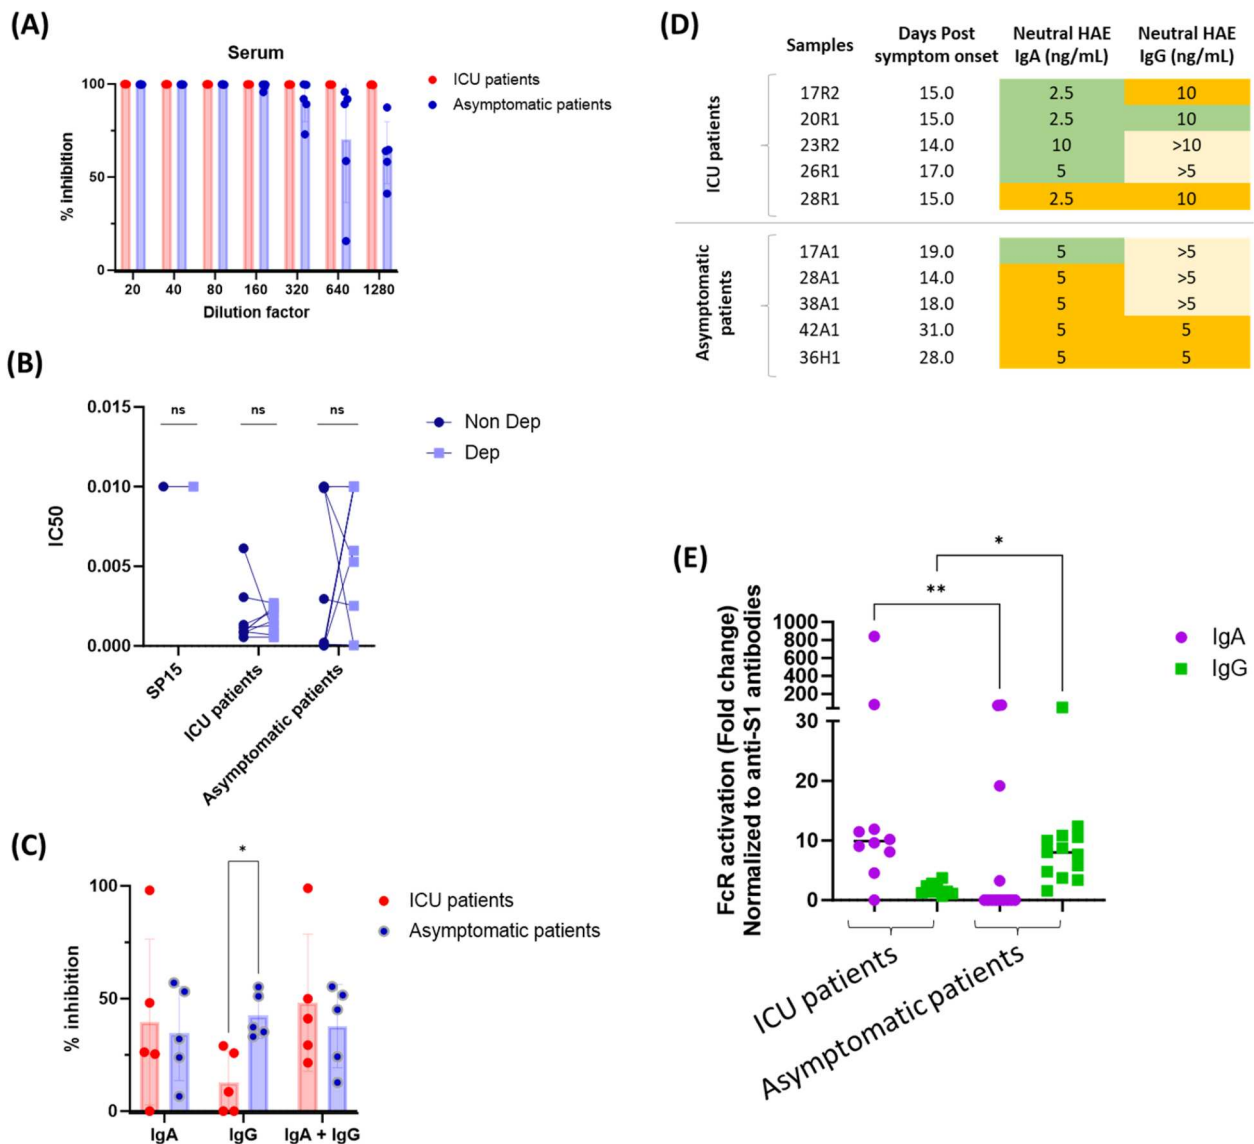 (A)
Serum
ICU patients
Asymptomatic patients
% inhibition
100
50
0
20 40 80 160 320 640 1280
Dilution factor
(B)
ns ns ns
Non Dep
Dep
IC50
0.015
0.010
0.005
0.000
SP15
ICU patients
Asymptomatic patients
(C)
*
ICU patients
Asymptomatic patients
% inhibition
100
50
0
IgA IgG IgA + IgG
(D)
Samples Days Post symptom onset Neutral HAE IgA (ng/mL) Neutral HAE IgG (ng/mL)
ICU patients
17R2 15.0 2.5 10
20R1 15.0 2.5 10
23R2 14.0 10 >10
26R1 17.0 5 >5
28R1 15.0 2.5 10
Asymptomatic patients
17A1 19.0 5 >5
28A1 14.0 5 >5
38A1 18.0 5 >5
42A1 31.0 5 5
36H1 28.0 5 5
(E)
*
**
IgA
IgG
FcR activation (Fold change)
Normalized to anti-S1 antibodies
1000
800
600
400
200
30
20
10
0
ICU patients
Asymptomatic patients